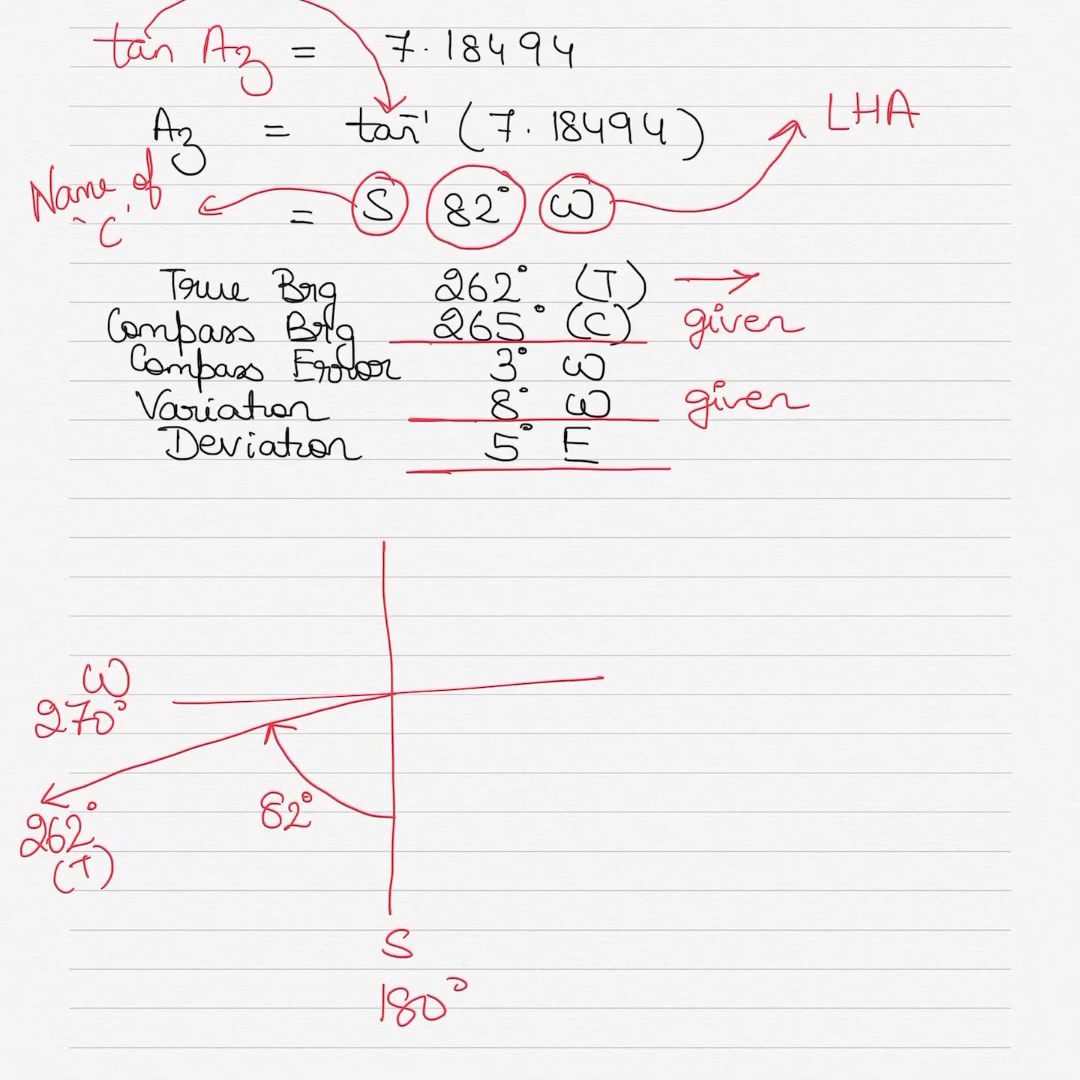 tan Az = 7.18494
LHA
Az = tan⁻¹ (7.18494)
Name of
'C'
= S 82° W
True Brg 262° (T)
Compass Brg 265° (C) given
Compass Error 3° W
Variation 8° W given
Deviation 5° E
W
270°
82°
262°
(T)
S
180°